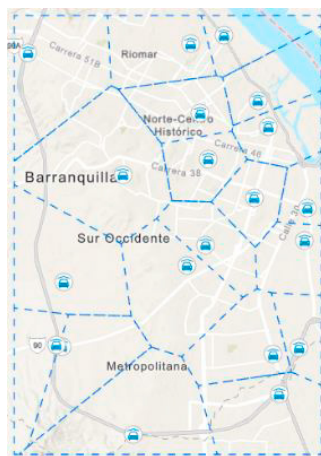 Riomar
Carrera 51B
Norte-Centro
Histórico
Carrera 46
Carrera 38
Barranquilla
Calle 30
Sur Occidente
90
Metropolitana